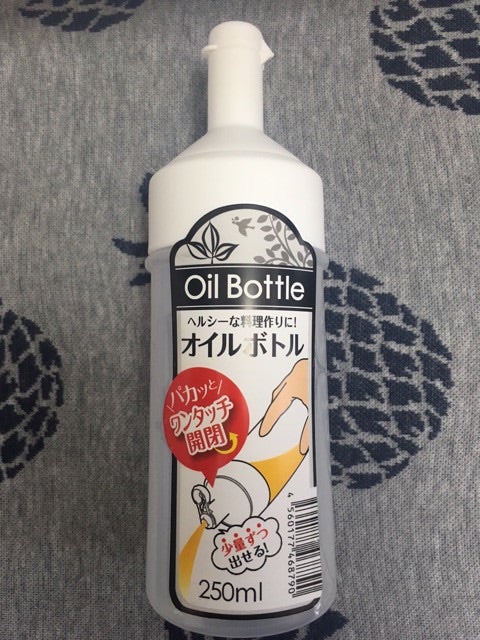 Oil Bottle
ヘルシーな料理作りに!
オイルボトル
パカッと
ワンタッチ
開閉
少量ずつ
出せる!
250ml
4560177468790